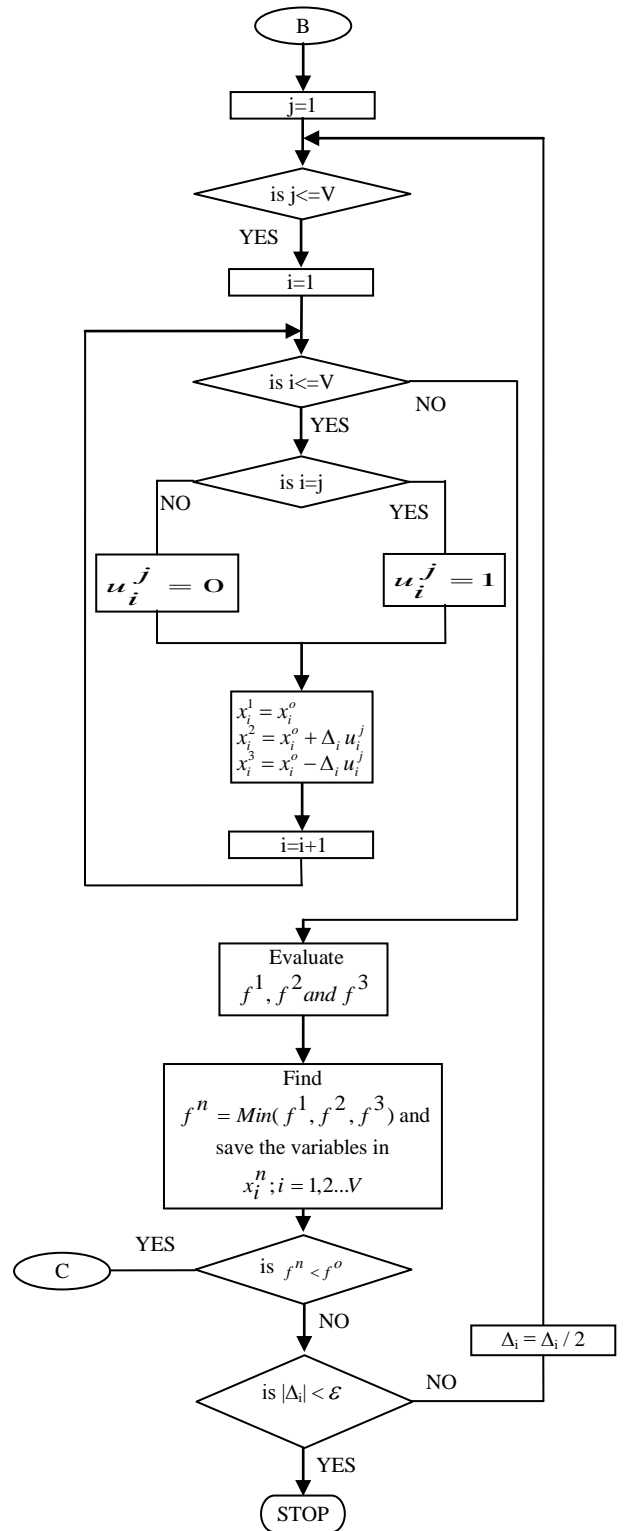 B
j=1
is j<=V
YES
i=1
is i<=V
NO
YES
is i=j
NO
YES
u_i^j = 0
u_i^j = 1
x_i^1 = x_i^o
x_i^2 = x_i^o + Δ_i u_i^j
x_i^3 = x_i^o − Δ_i u_i^j
i=i+1
Evaluate
f^1, f^2 and f^3
Find
f^n = Min(f^1, f^2, f^3) and
save the variables in
x_i^n; i = 1,2...V
YES
C
is f^n < f^o
NO
Δ_i = Δ_i / 2
is |Δ_i| < ε
NO
YES
STOP